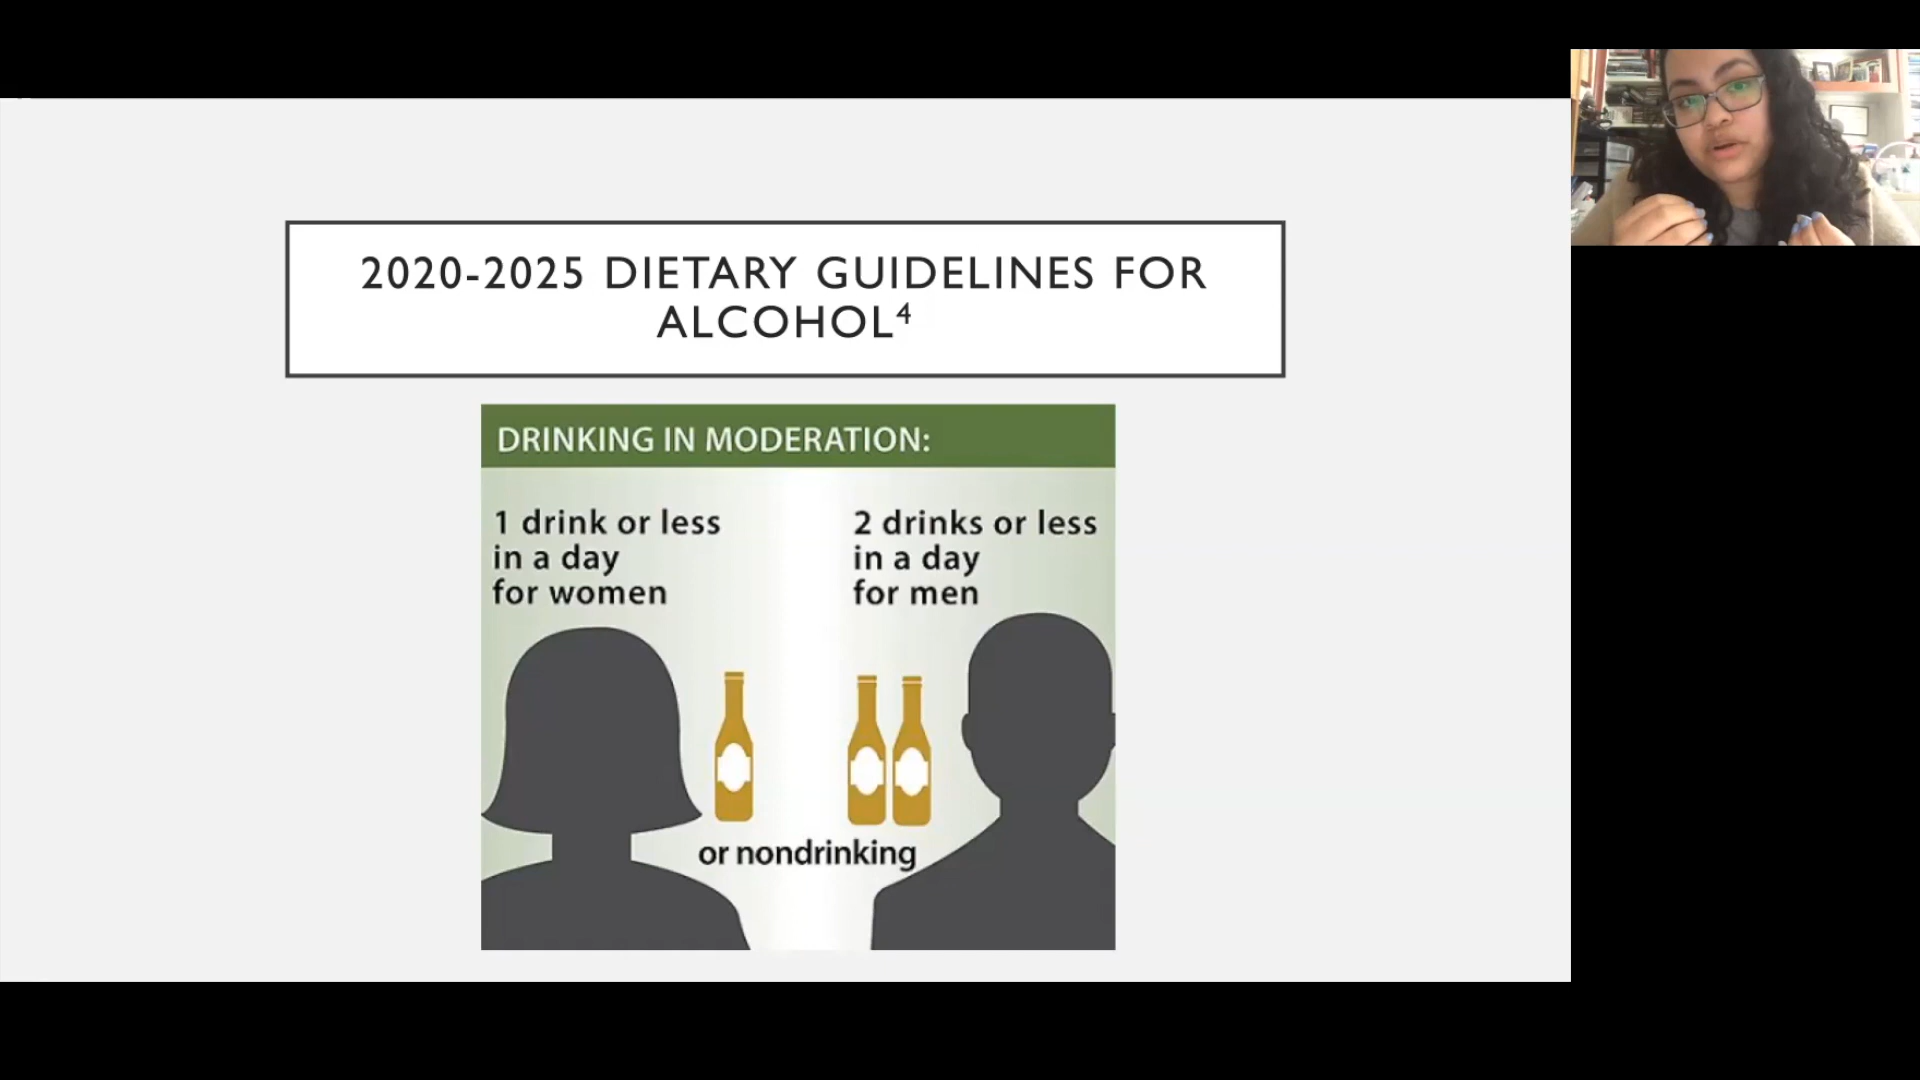 2020-2025 DIETARY GUIDELINES FOR
ALCOHOL⁴
DRINKING IN MODERATION:
1 drink or less
in a day
for women
2 drinks or less
in a day
for men
or nondrinking